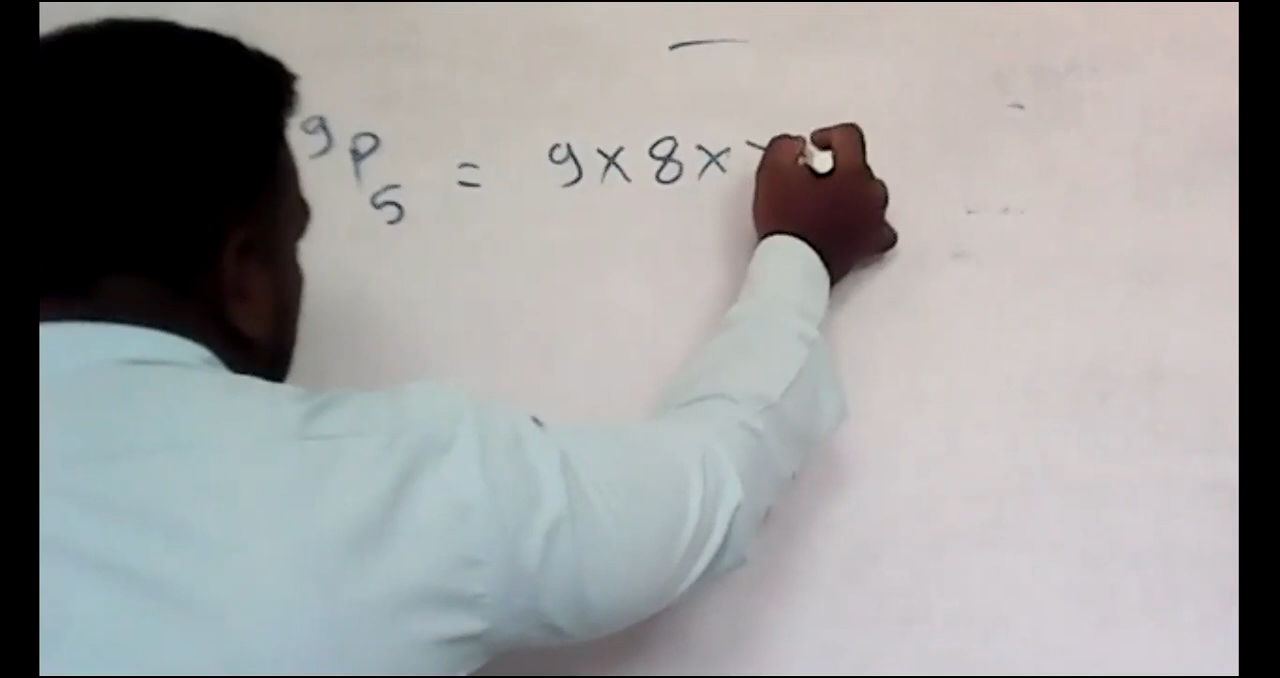 ⁹P₅ = 9 × 8 ×